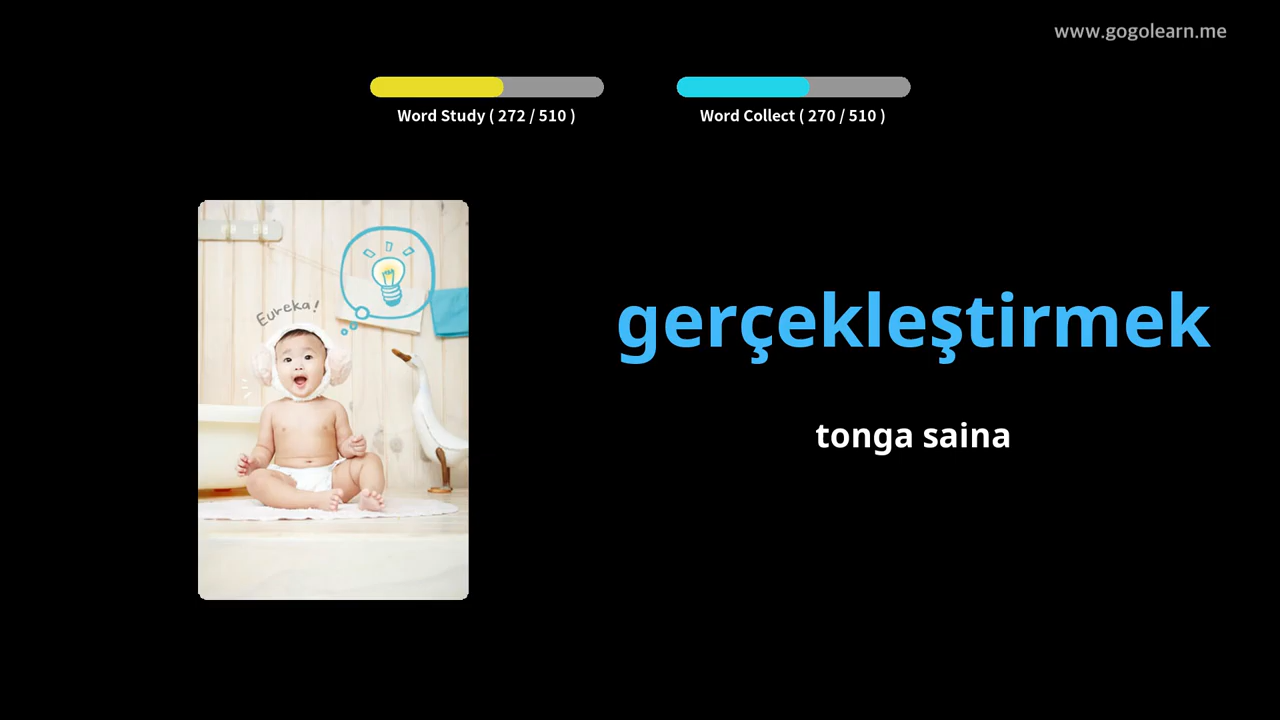 www.gogolearn.me
Word Study ( 272 / 510 )
Word Collect ( 270 / 510 )
Eureka!
gerçekleştirmek
tonga saina